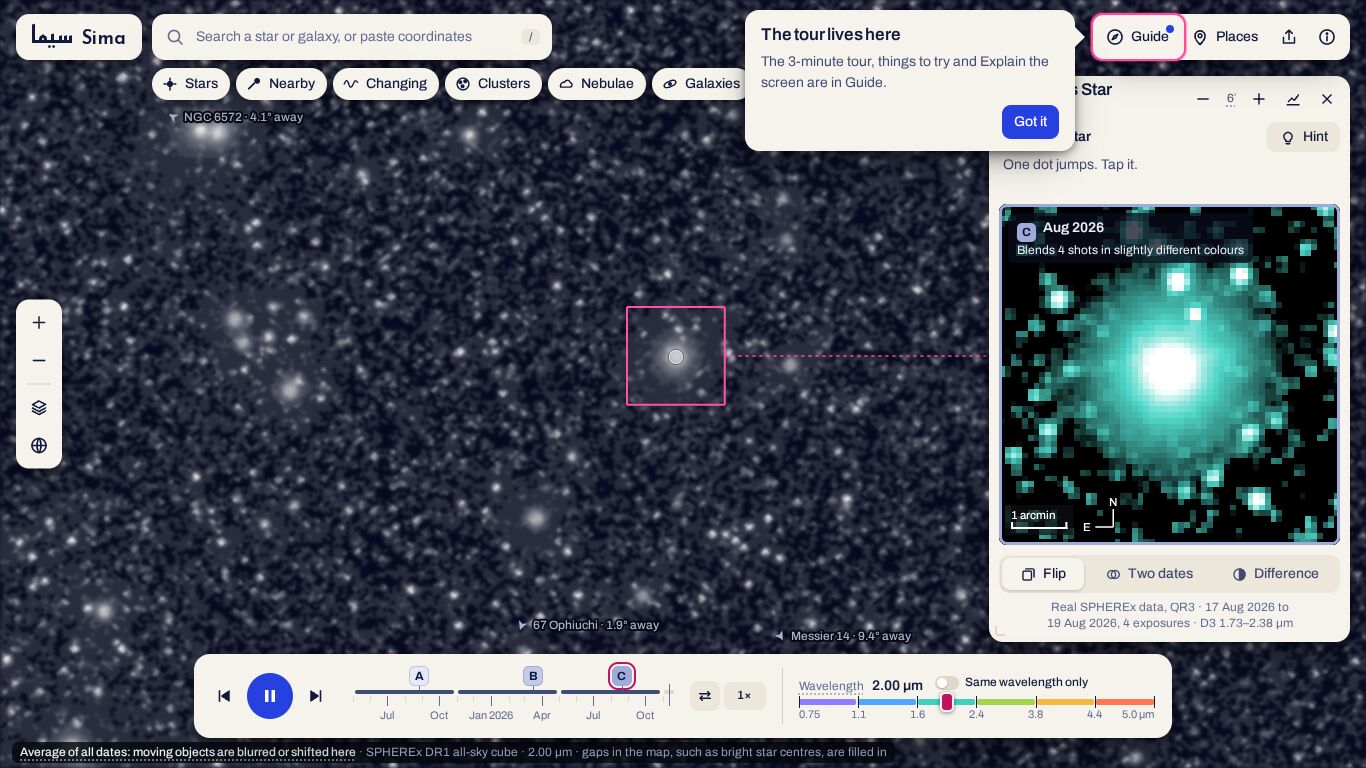 سيما Sima
Search a star or galaxy, or paste coordinates /
The tour lives here
The 3-minute tour, things to try and Explain the
screen are in Guide.
Got it
Guide
Places
Stars
Nearby
Changing
Clusters
Nebulae
Galaxies
NGC 6572 · 4.1° away
s Star
6′
tar
Hint
One dot jumps. Tap it.
C Aug 2026
Blends 4 shots in slightly different colours
1 arcmin
N
E
Flip
Two dates
Difference
Real SPHEREx data, QR3 · 17 Aug 2026 to
19 Aug 2026, 4 exposures · D3 1.73–2.38 µm
67 Ophiuchi · 1.9° away
Messier 14 · 9.4° away
A B C
Jul Oct Jan 2026 Apr Jul Oct
1×
Wavelength 2.00 µm Same wavelength only
0.75 1.1 1.6 2.4 3.8 4.4 5.0 µm
Average of all dates: moving objects are blurred or shifted here · SPHEREx DR1 all-sky cube · 2.00 µm · gaps in the map, such as bright star centres, are filled in